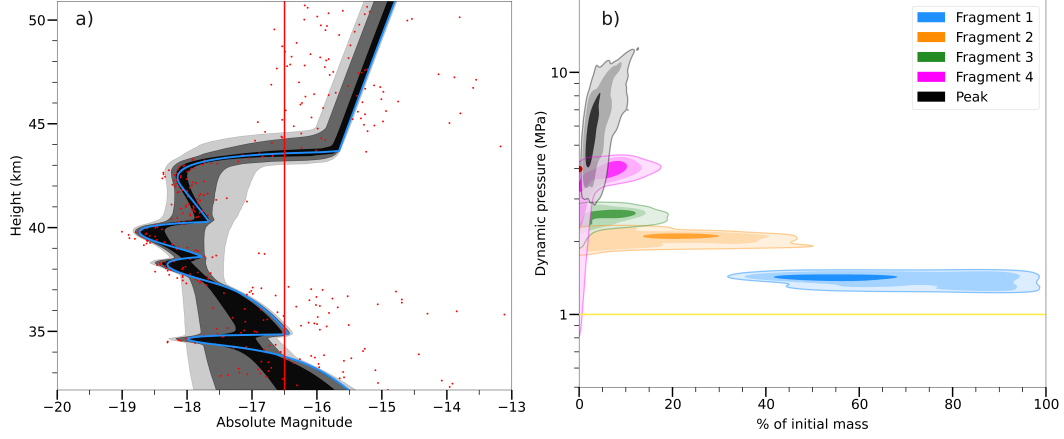 a)
50
45
40
35
Height (km)
−20 −19 −18 −17 −16 −15 −14 −13
Absolute Magnitude
b)
Fragment 1
Fragment 2
Fragment 3
Fragment 4
Peak
10
1
Dynamic pressure (MPa)
0 20 40 60 80 100
% of initial mass